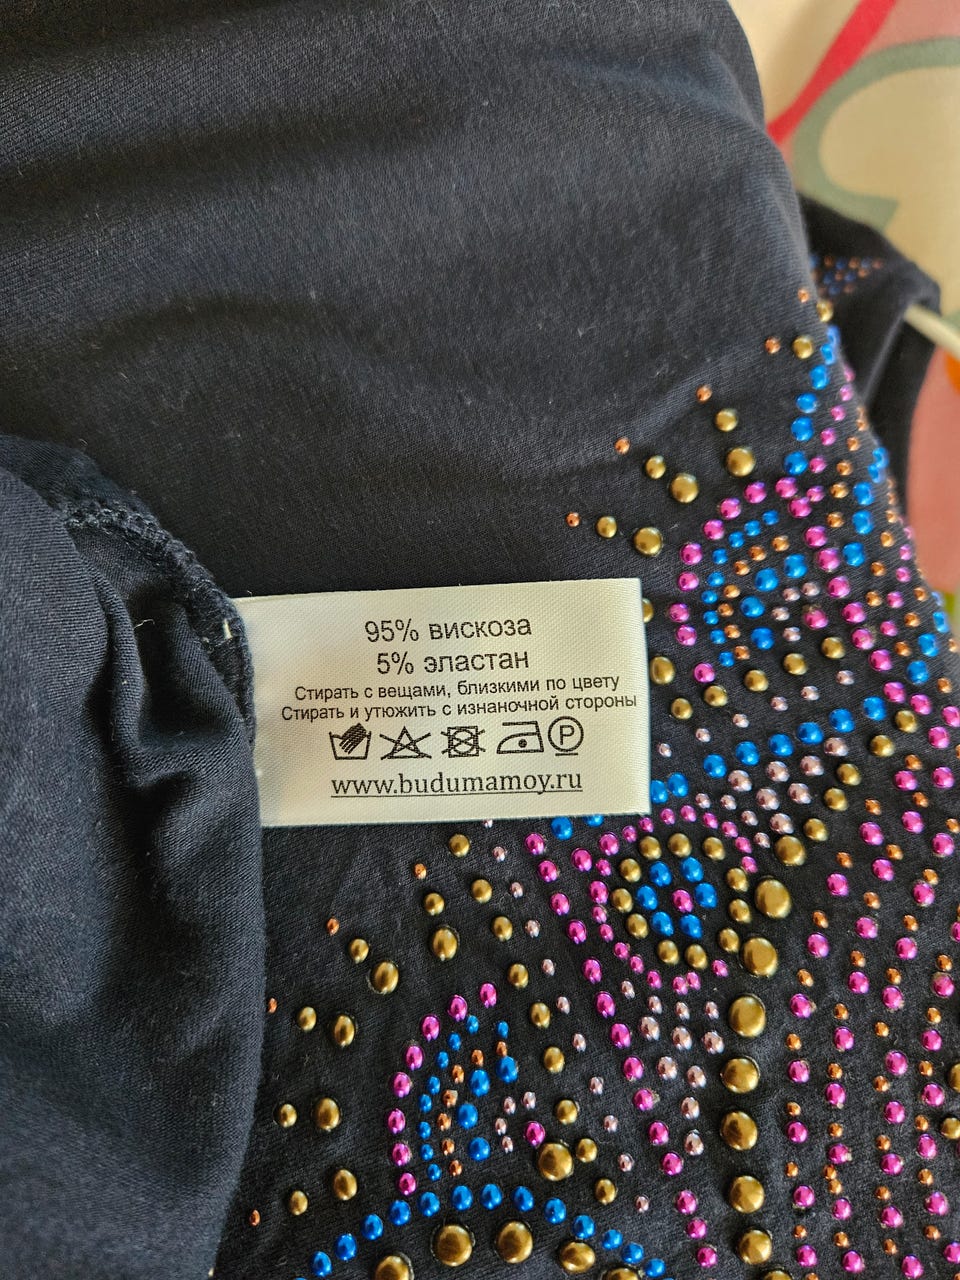 95% вискоза
5% эластан
Стирать с вещами, близкими по цвету
Стирать и утюжить с изнаночной стороны
P
www.budumamoy.ru